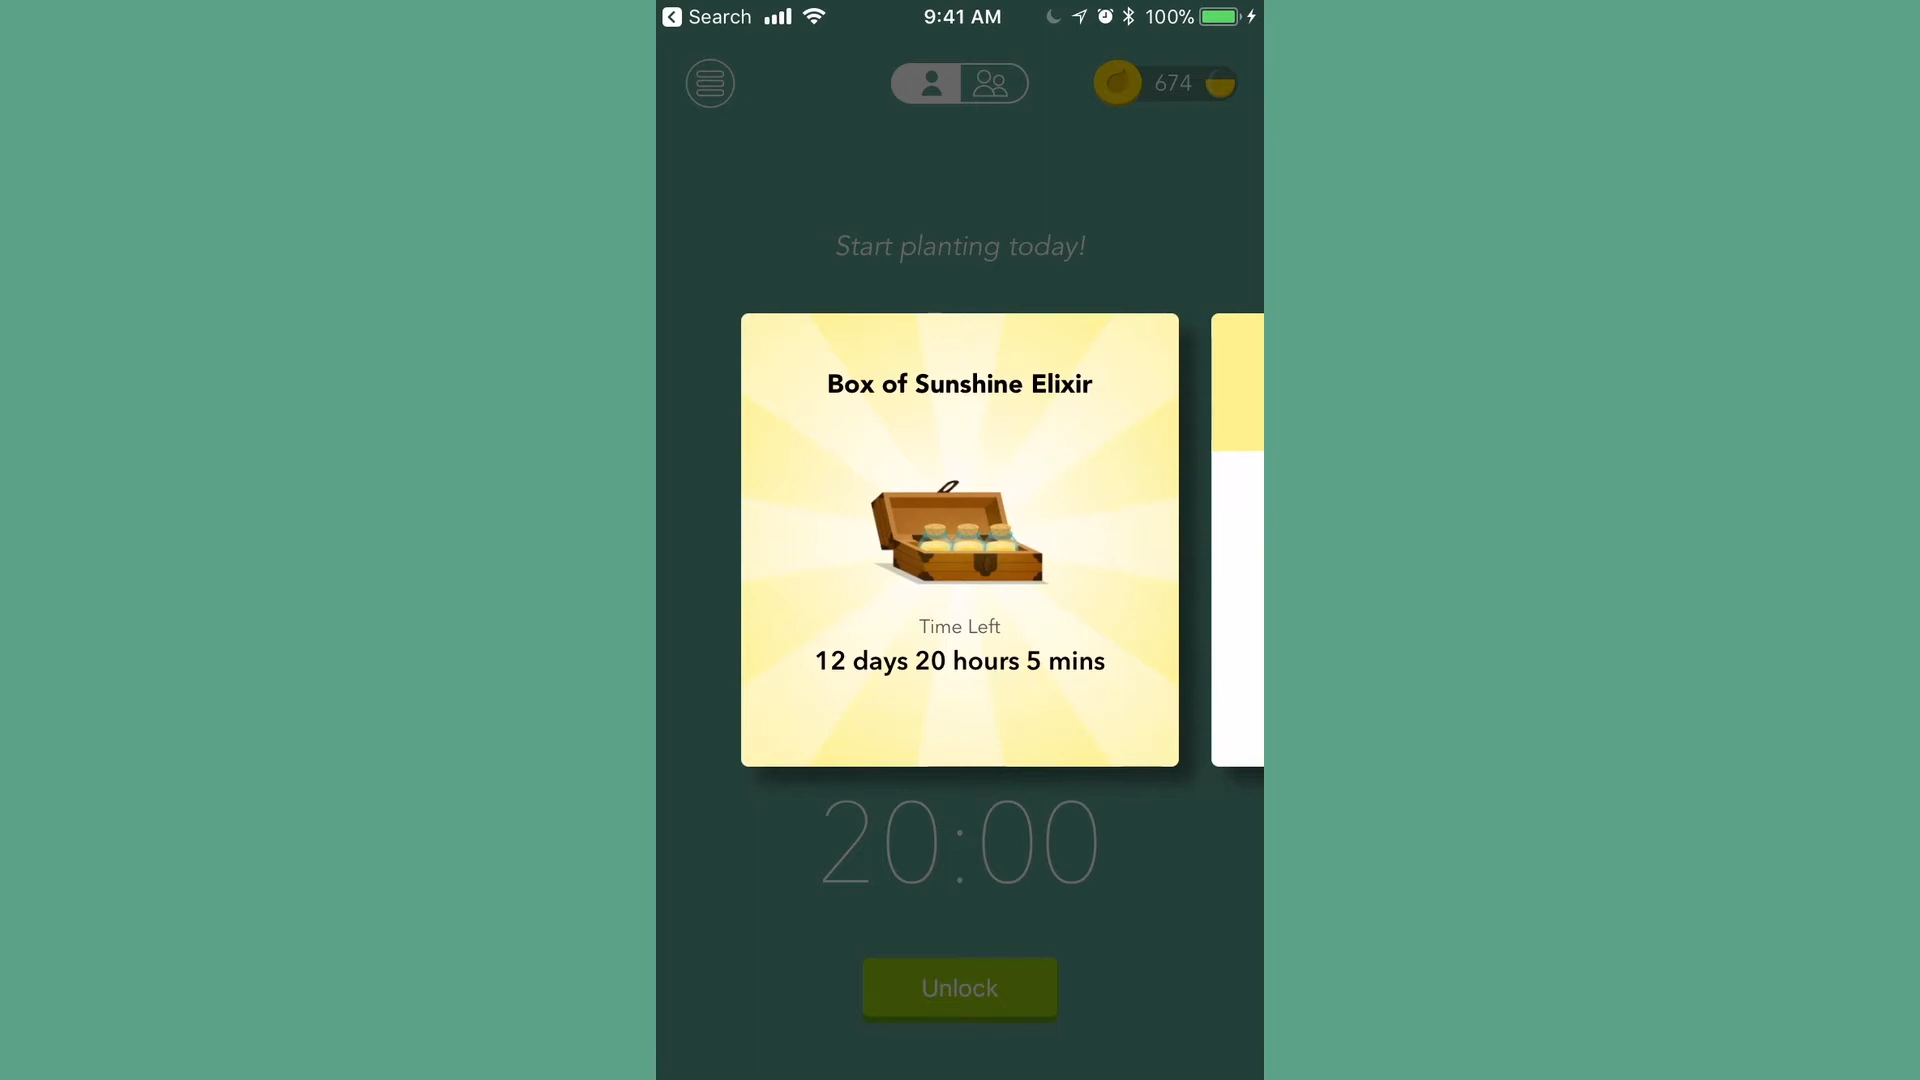 Search
9:41 AM
100%
674
Start planting today!
Box of Sunshine Elixir
Time Left
12 days 20 hours 5 mins
20:00
Unlock